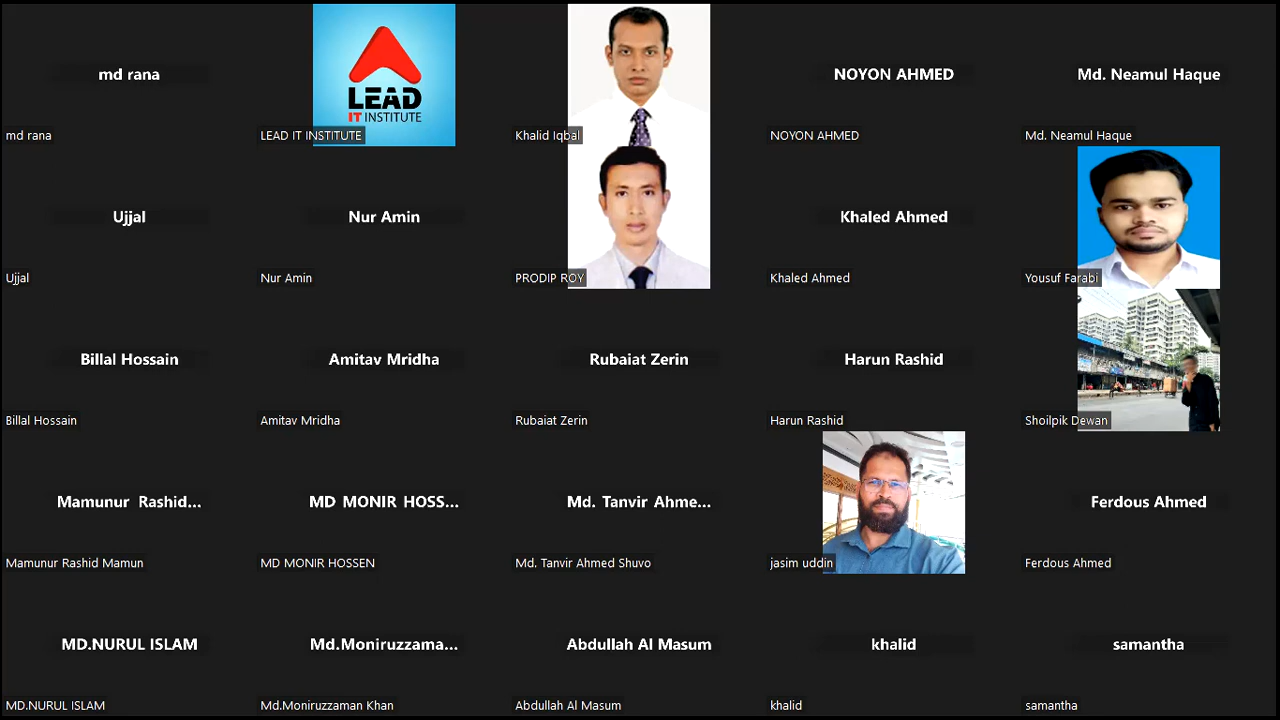 md rana
md rana
LEAD
IT INSTITUTE
LEAD IT INSTITUTE
Khalid Iqbal
NOYON AHMED
NOYON AHMED
Md. Neamul Haque
Md. Neamul Haque
Ujjal
Ujjal
Nur Amin
Nur Amin
PRODIP ROY
Khaled Ahmed
Khaled Ahmed
Yousuf Farabi
Billal Hossain
Billal Hossain
Amitav Mridha
Amitav Mridha
Rubaiat Zerin
Rubaiat Zerin
Harun Rashid
Harun Rashid
Shoilpik Dewan
Mamunur Rashid...
Mamunur Rashid Mamun
MD MONIR HOSS...
MD MONIR HOSSEN
Md. Tanvir Ahme...
Md. Tanvir Ahmed Shuvo
jasim uddin
Ferdous Ahmed
Ferdous Ahmed
MD.NURUL ISLAM
MD.NURUL ISLAM
Md.Moniruzzama...
Md.Moniruzzaman Khan
Abdullah Al Masum
Abdullah Al Masum
khalid
khalid
samantha
samantha